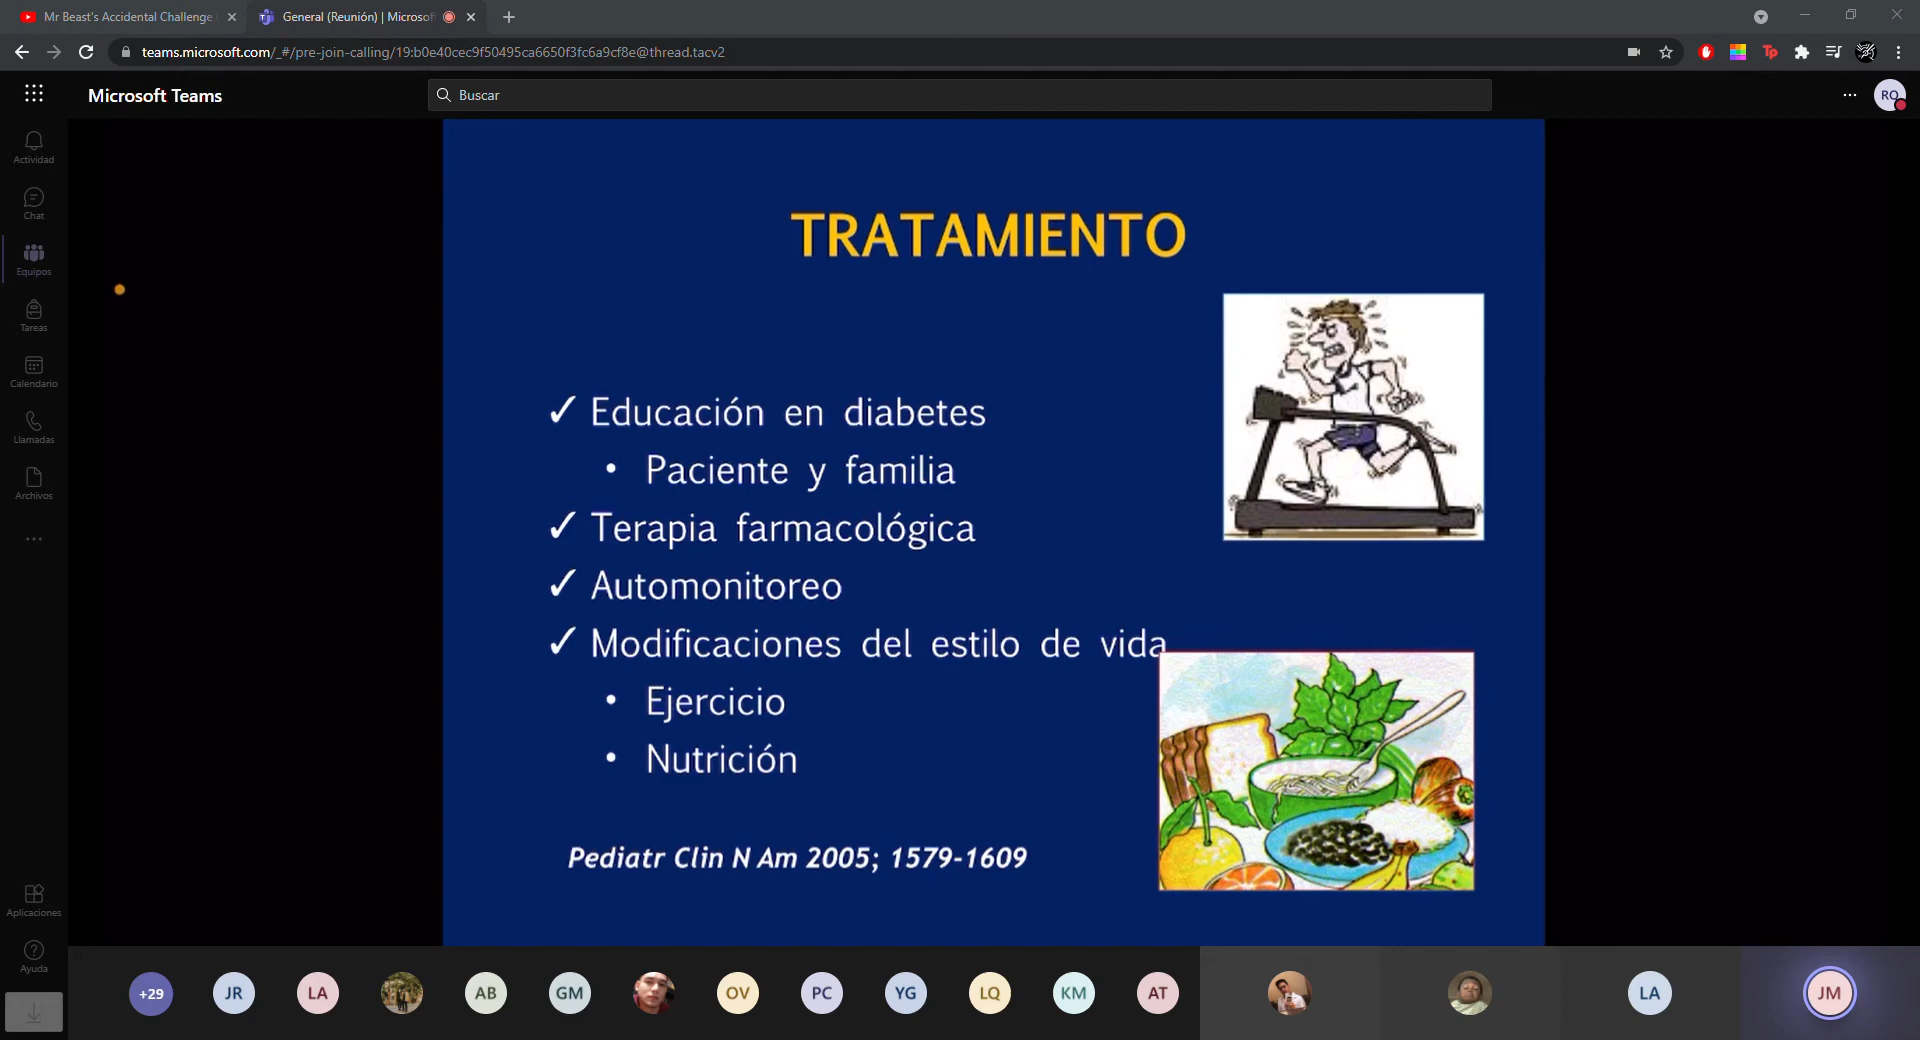 Mr Beast's Accidental Challenge
General (Reunión) | Microsof
teams.microsoft.com/_#/pre-join-calling/19:b0e40cec9f50495ca6650f3fc6a9cf8e@thread.tacv2
Tp
Microsoft Teams
Buscar
RO
Actividad
Chat
Equipos
Tareas
Calendario
Llamadas
Archivos
Aplicaciones
Ayuda
TRATAMIENTO
✓ Educación en diabetes
• Paciente y familia
✓ Terapia farmacológica
✓ Automonitoreo
✓ Modificaciones del estilo de vida
• Ejercicio
• Nutrición
Pediatr Clin N Am 2005; 1579-1609
+29 JR LA AB GM OV PC YG LQ KM AT LA JM